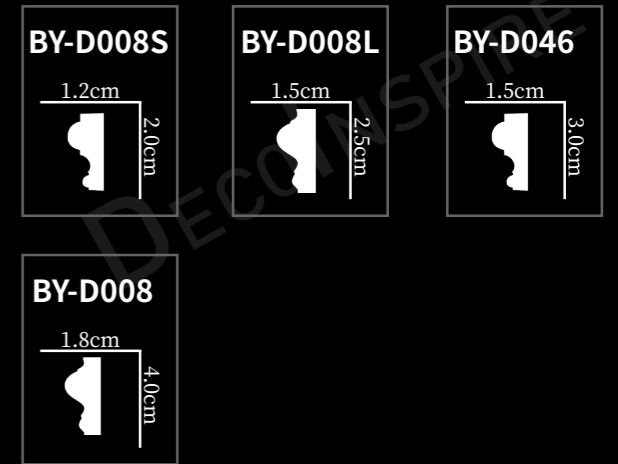 BY-D008S
1.2cm
2.0cm
BY-D008L
1.5cm
2.5cm
BY-D046
1.5cm
3.0cm
BY-D008
1.8cm
4.0cm
DECOINSPIRE